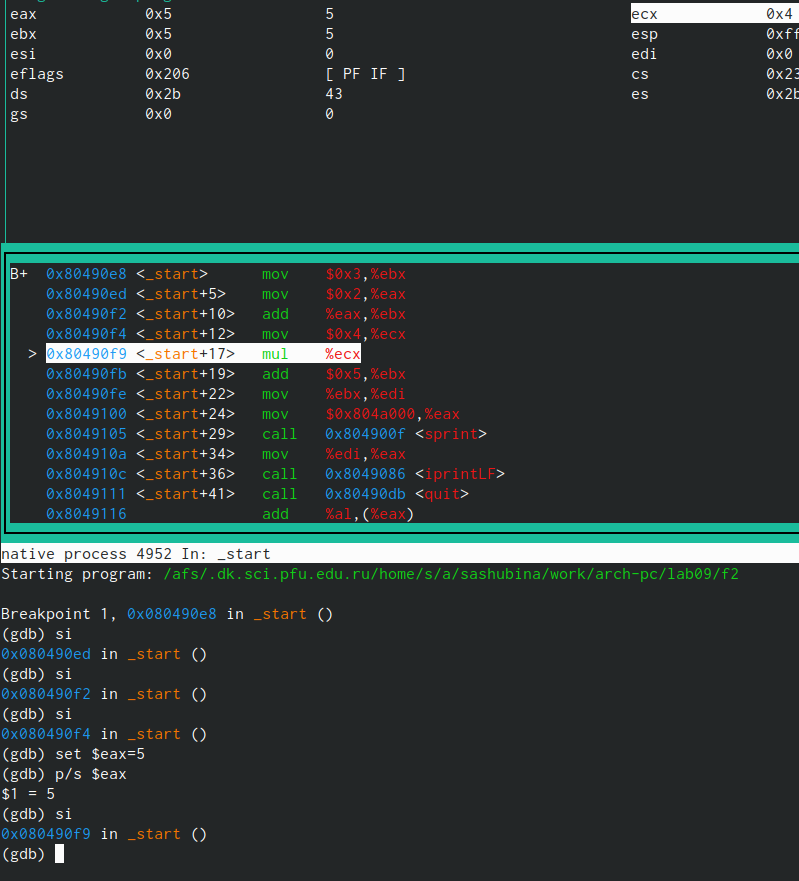 eax 0x5 5 ecx 0x4
ebx 0x5 5 esp 0xff
esi 0x0 0 edi 0x0
eflags 0x206 [ PF IF ] cs 0x23
ds 0x2b 43 es 0x2b
gs 0x0 0
B+ 0x80490e8 <_start> mov $0x3,%ebx
0x80490ed <_start+5> mov $0x2,%eax
0x80490f2 <_start+10> add %eax,%ebx
0x80490f4 <_start+12> mov $0x4,%ecx
> 0x80490f9 <_start+17> mul %ecx
0x80490fb <_start+19> add $0x5,%ebx
0x80490fe <_start+22> mov %ebx,%edi
0x8049100 <_start+24> mov $0x804a000,%eax
0x8049105 <_start+29> call 0x804900f <sprint>
0x804910a <_start+34> mov %edi,%eax
0x804910c <_start+36> call 0x8049086 <iprintLF>
0x8049111 <_start+41> call 0x80490db <quit>
0x8049116 add %al,(%eax)
native process 4952 In: _start
Starting program: /afs/.dk.sci.pfu.edu.ru/home/s/a/sashubina/work/arch-pc/lab09/f2
Breakpoint 1, 0x080490e8 in _start ()
(gdb) si
0x080490ed in _start ()
(gdb) si
0x080490f2 in _start ()
(gdb) si
0x080490f4 in _start ()
(gdb) set $eax=5
(gdb) p/s $eax
$1 = 5
(gdb) si
0x080490f9 in _start ()
(gdb)